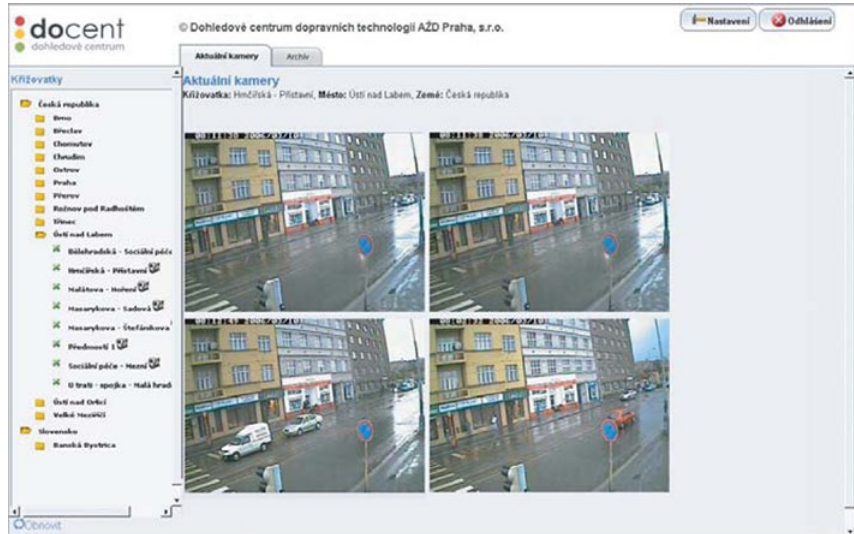 docent
dohledové centrum
© Dohledové centrum dopravních technologií AŽD Praha, s.r.o.
Nastavení
Odhlášení
Aktuální kamery
Archiv
Křižovatky
Česká republika
Brno
Břeclav
Chomutov
Chrudim
Ostrov
Praha
Přerov
Rožnov pod Radhoštěm
Třinec
Ústí nad Labem
Bělehradská - Sociální péče
Hrnčířská - Přístavní
Malátova - Hoření
Masarykova - Sadová
Masarykova - Štefánikova
Předmostí 1
Sociální péče - Mezní
U trati - spojka - Malá hrad
Ústí nad Orlicí
Velké Meziříčí
Slovensko
Banská Bystrica
Obnovit
Aktuální kamery
Křižovatka: Hrnčířská - Přístavní, Město: Ústí nad Labem, Země: Česká republika